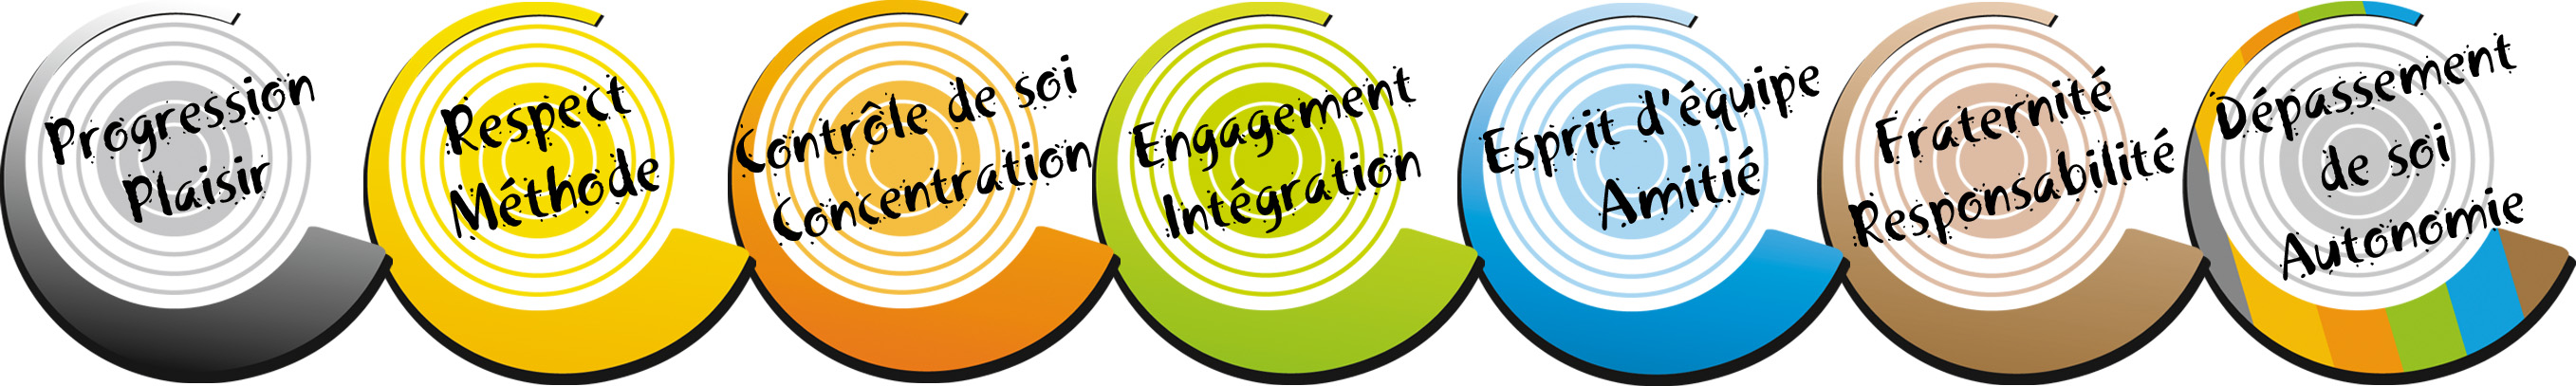 Progression
Plaisir
Respect
Méthode
Contrôle de soi
Concentration
Engagement
Intégration
Esprit d'équipe
Amitié
Fraternité
Responsabilité
Dépassement
de soi
Autonomie